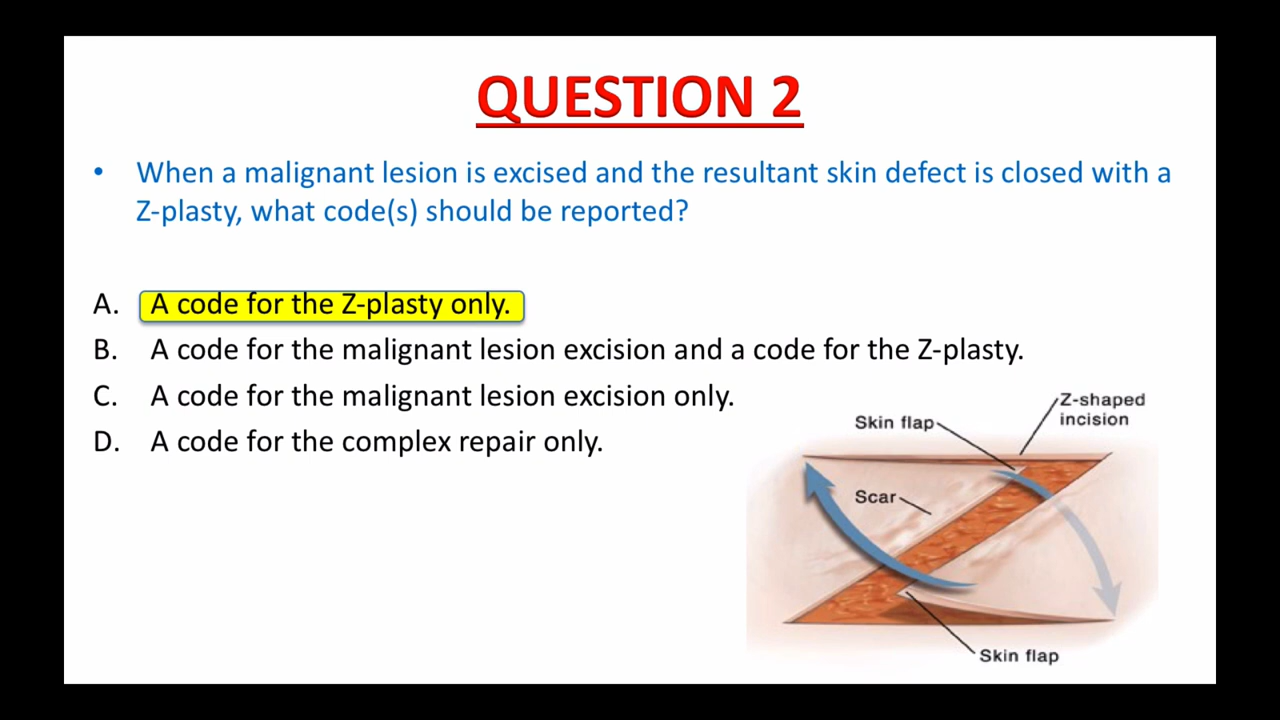 QUESTION 2
• When a malignant lesion is excised and the resultant skin defect is closed with a
Z-plasty, what code(s) should be reported?
A. A code for the Z-plasty only.
B. A code for the malignant lesion excision and a code for the Z-plasty.
C. A code for the malignant lesion excision only.
D. A code for the complex repair only.
Z-shaped
incision
Skin flap
Scar
Skin flap